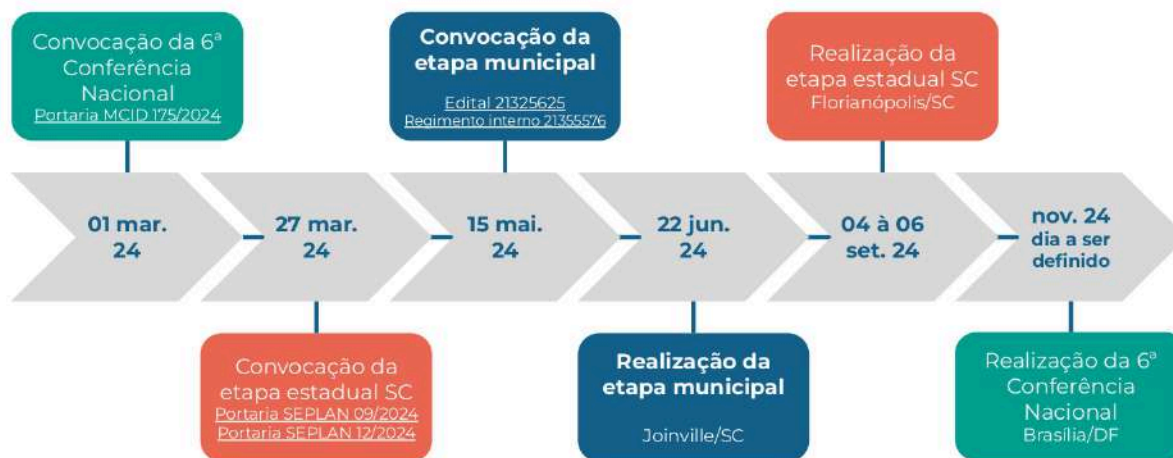 Convocação da 6ª
Conferência
Nacional
Portaria MCID 175/2024
Convocação da
etapa municipal
Edital 21325625
Regimento interno 21355576
Realização da
etapa estadual SC
Florianópolis/SC
01 mar.
24
27 mar.
24
15 mai.
24
22 jun.
24
04 à 06
set. 24
nov. 24
dia a ser
definido
Convocação da
etapa estadual SC
Portaria SEPLAN 09/2024
Portaria SEPLAN 12/2024
Realização da
etapa municipal
Joinville/SC
Realização da 6ª
Conferência
Nacional
Brasília/DF